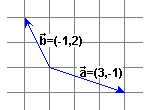 b⃗=(-1,2)
a⃗=(3,-1)